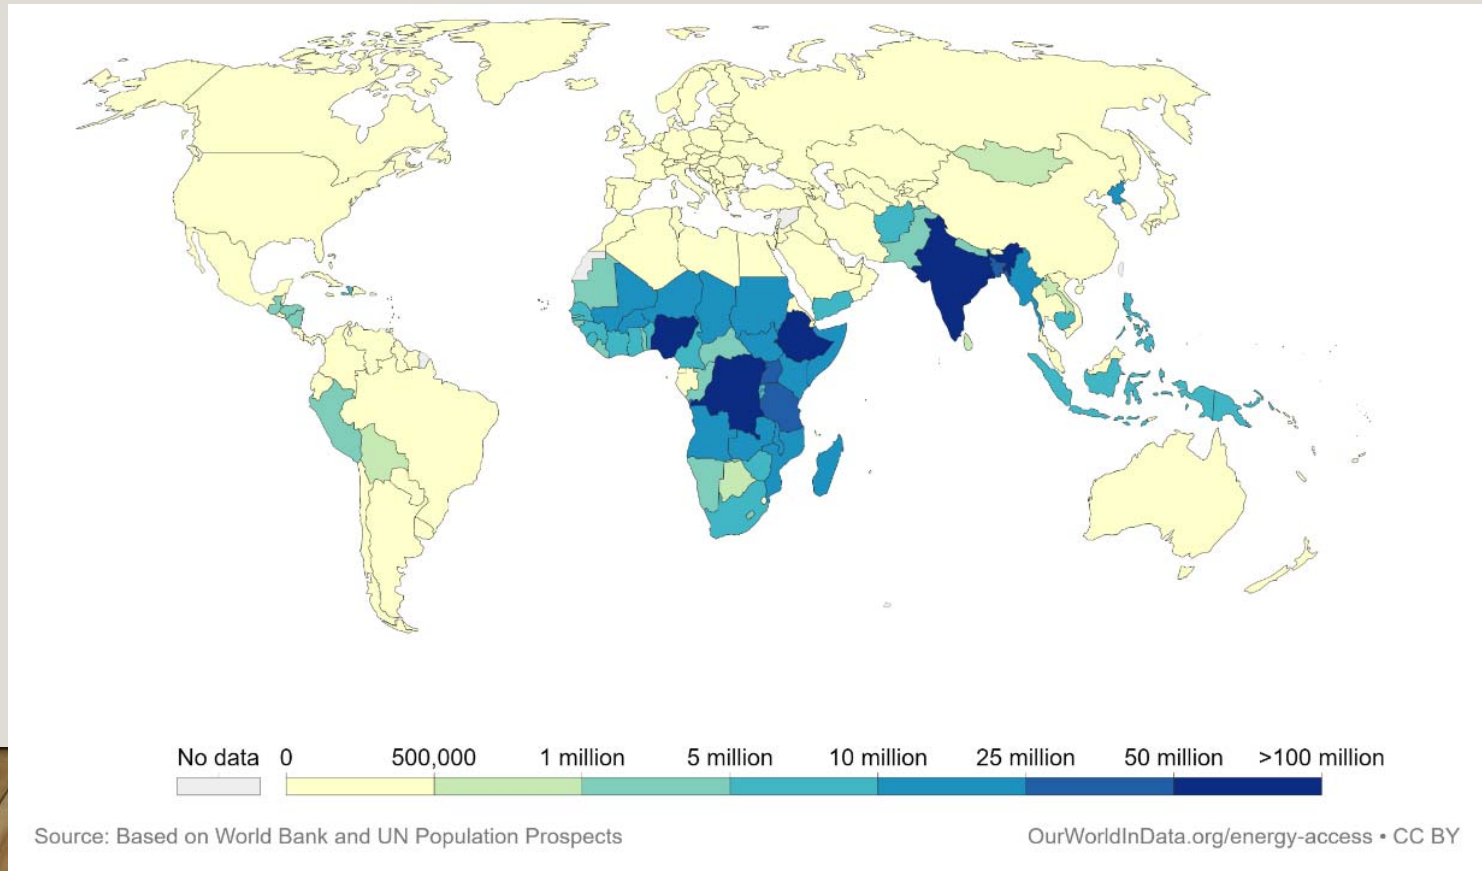 No data 0 500,000 1 million 5 million 10 million 25 million 50 million >100 million
Source: Based on World Bank and UN Population Prospects OurWorldInData.org/energy-access • CC BY